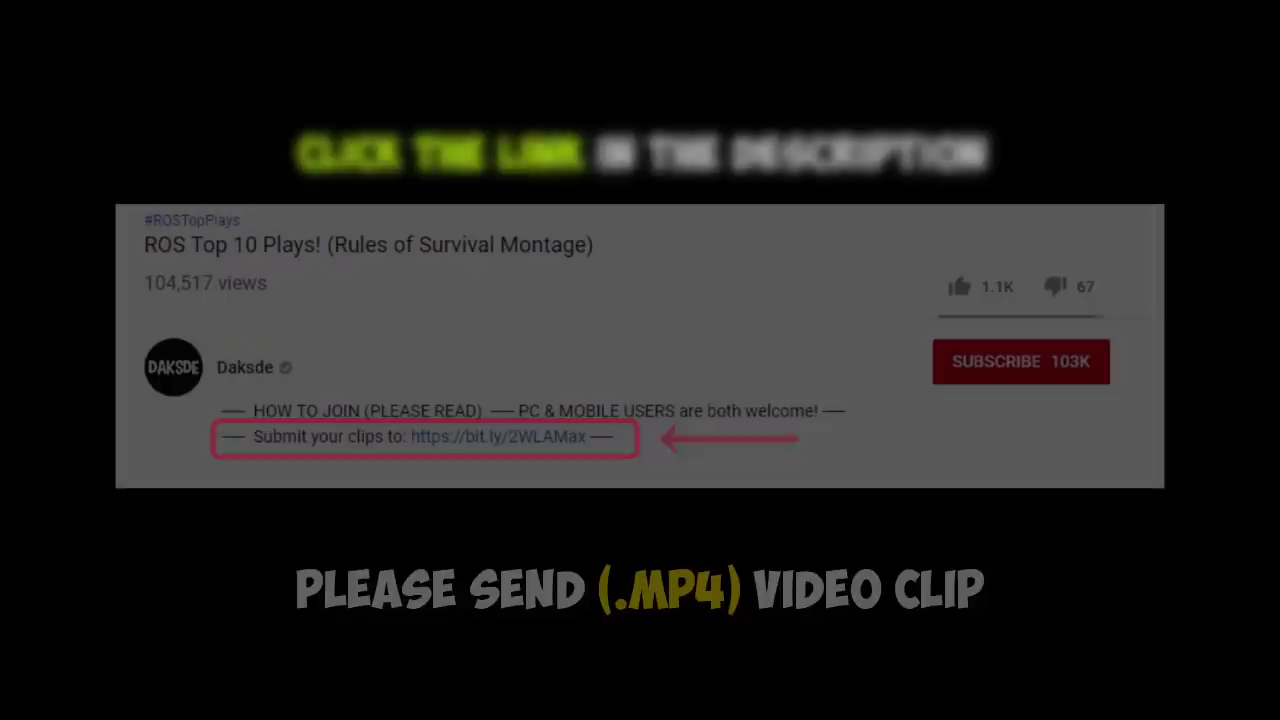 CLICK THE LINK IN THE DESCRIPTION
#ROSTopPlays
ROS Top 10 Plays! (Rules of Survival Montage)
104,517 views
1.1K 67
DAKSDE Daksde
SUBSCRIBE 103K
── HOW TO JOIN (PLEASE READ) ── PC & MOBILE USERS are both welcome! ──
── Submit your clips to: https://bit.ly/2WLAMax ──
PLEASE SEND (.MP4) VIDEO CLIP